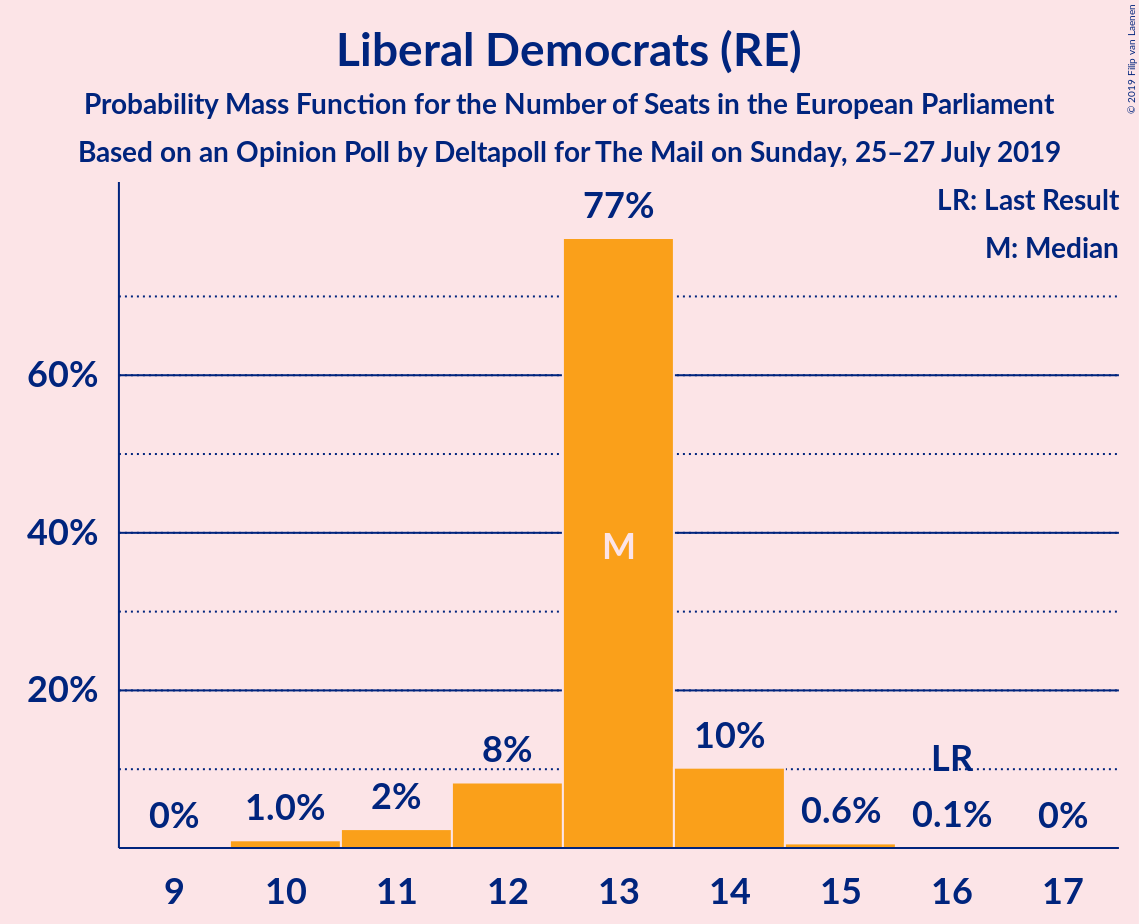 Liberal Democrats (RE)
Probability Mass Function for the Number of Seats in the European Parliament
Based on an Opinion Poll by Deltapoll for The Mail on Sunday, 25–27 July 2019
© 2019 Filip van Laenen
LR: Last Result
M: Median
77%
60%
40%
20%
M
0%
1.0%
2%
8%
10%
0.6%
LR
0.1%
0%
9 10 11 12 13 14 15 16 17